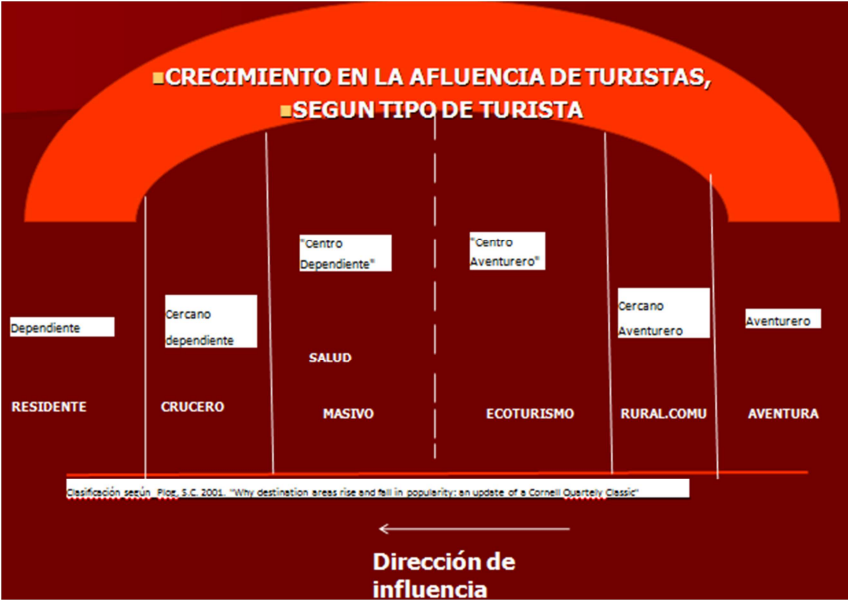 CRECIMIENTO EN LA AFLUENCIA DE TURISTAS,
SEGUN TIPO DE TURISTA
"Centro
Dependiente"
"Centro
Aventurero"
Dependiente
Cercano
dependiente
Cercano
Aventurero
Aventurero
SALUD
RESIDENTE
CRUCERO
MASIVO
ECOTURISMO
RURAL.COMU
AVENTURA
Clasificación según Plog, S.C. 2001. "Why destination areas rise and fall in popularity: an update of a Cornell Quartely Classic"
Dirección de
influencia